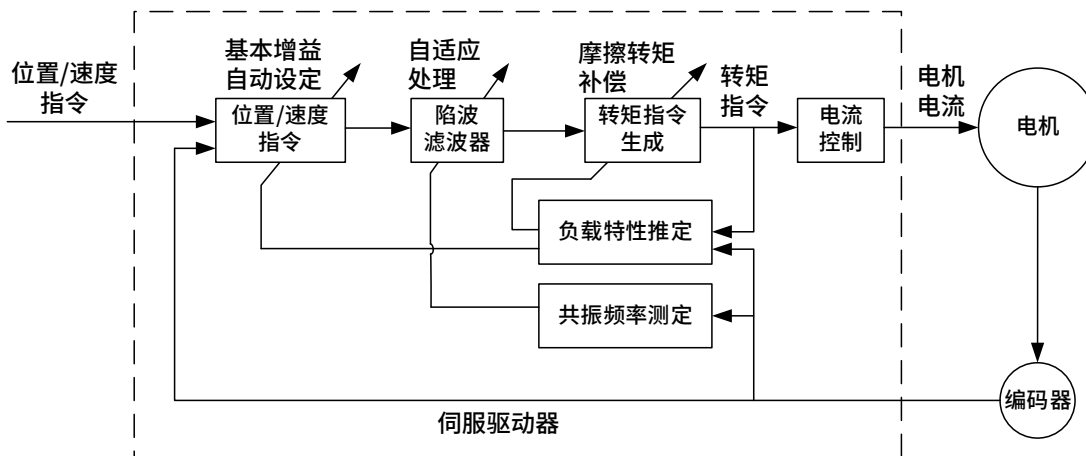 位置/速度
指令
基本增益
自动设定
自适应
处理
摩擦转矩
补偿
转矩
指令
电机
电流
位置/速度
指令
陷波
滤波器
转矩指令
生成
电流
控制
电机
负载特性推定
共振频率测定
编码器
伺服驱动器